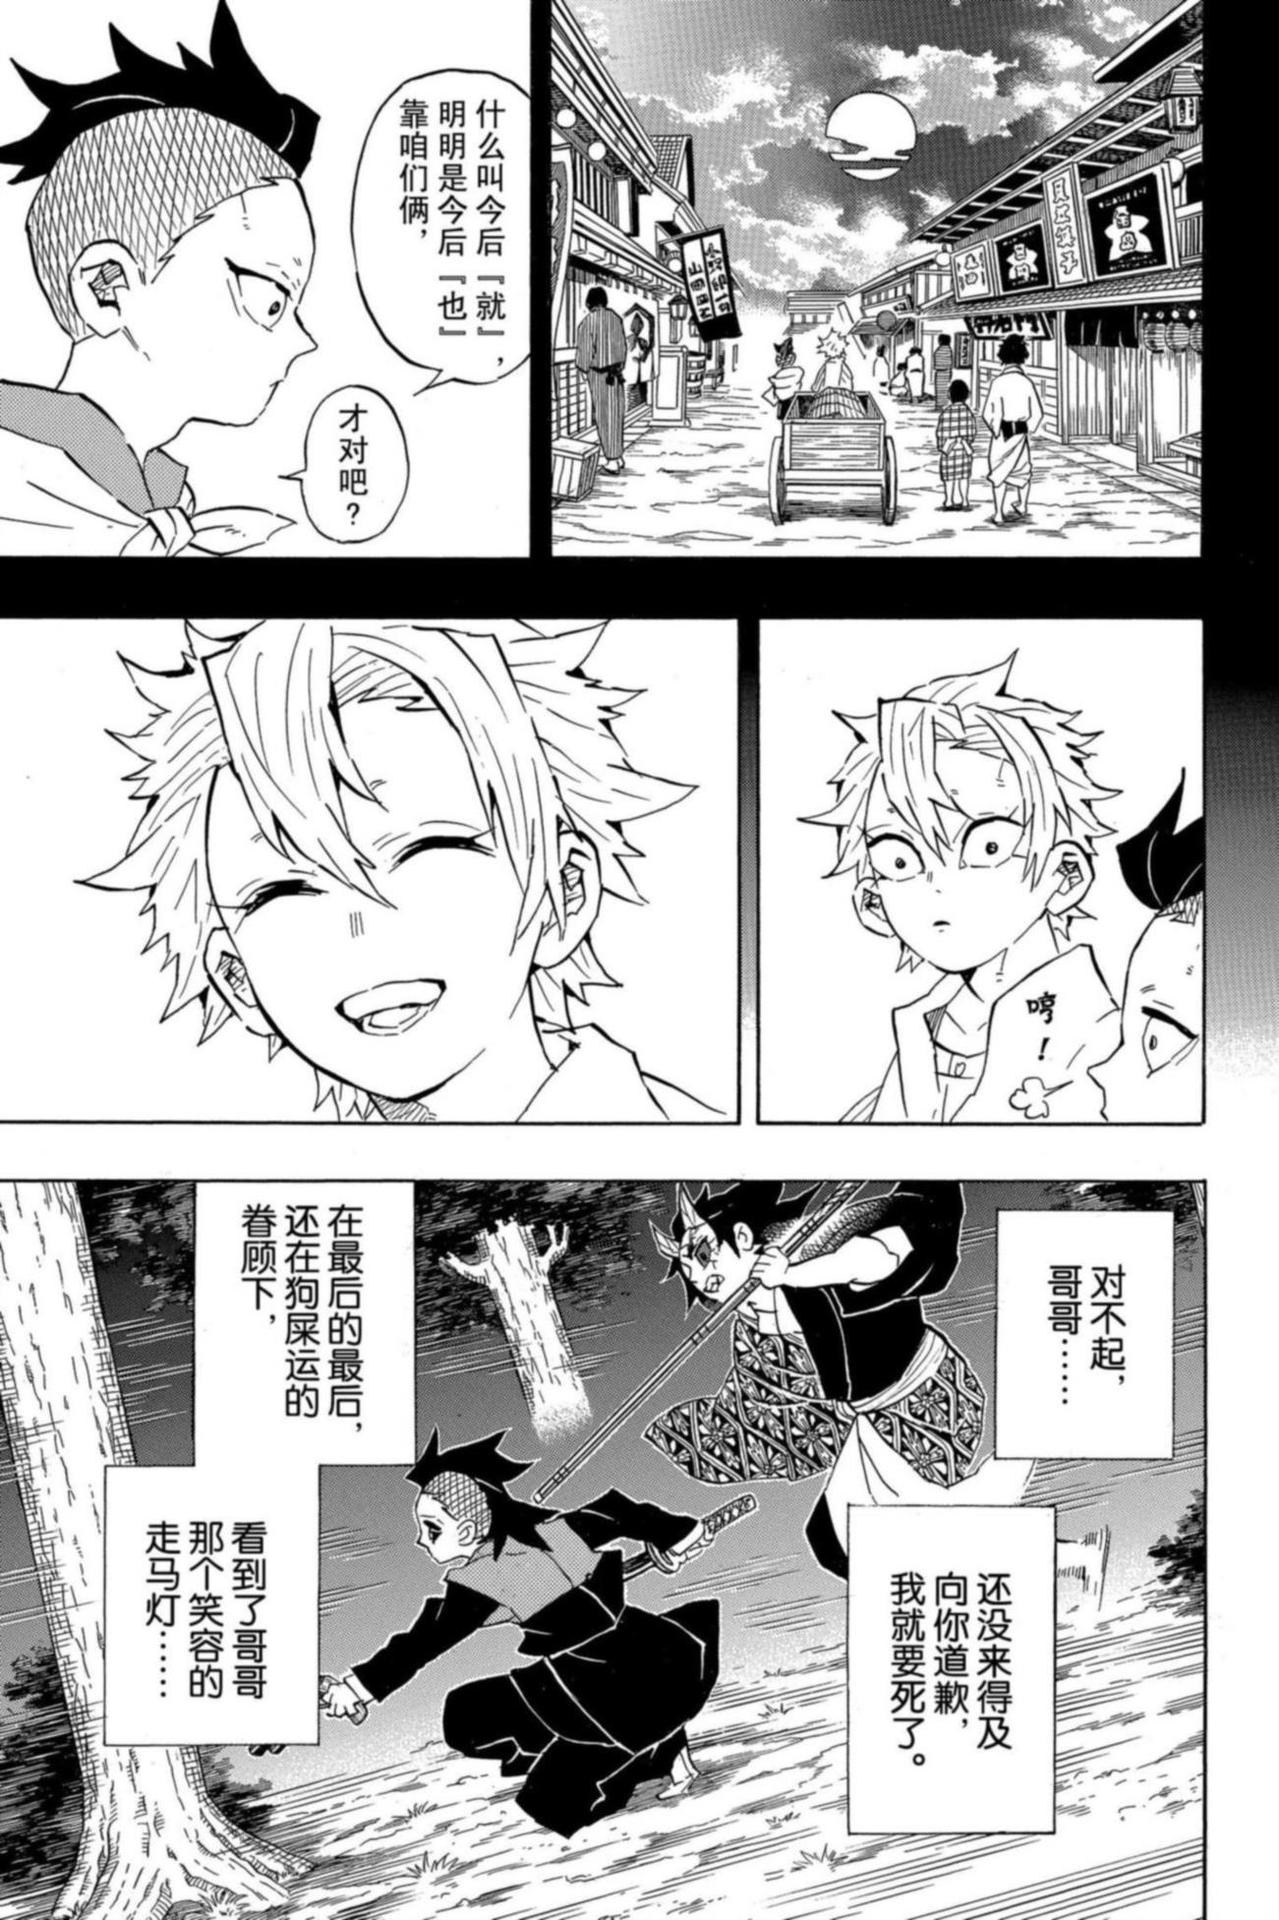 什么叫今后『就』，
明明是今后『也』
靠咱们俩，
才对吧？
哼！
对不起，
哥哥……
还没来得及
向你道歉，
我就要死了。
在最后的最后，
还在狗屎运的
眷顾下，
看到了哥哥
那个笑容的
走马灯……